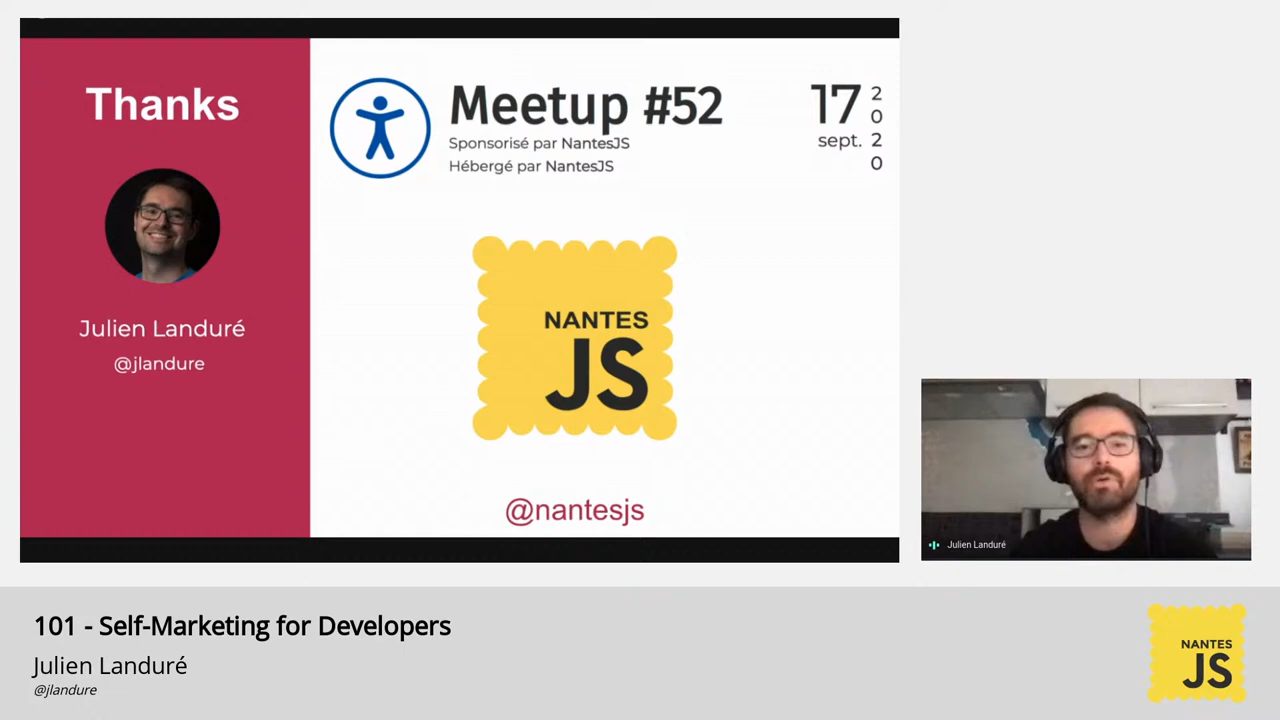 Thanks
Julien Landuré
@jlandure
Meetup #52
Sponsorisé par NantesJS
Hébergé par NantesJS
17
sept.
2
0
2
0
NANTES
JS
@nantesjs
Julien Landuré
101 - Self-Marketing for Developers
Julien Landuré
@jlandure
NANTES
JS